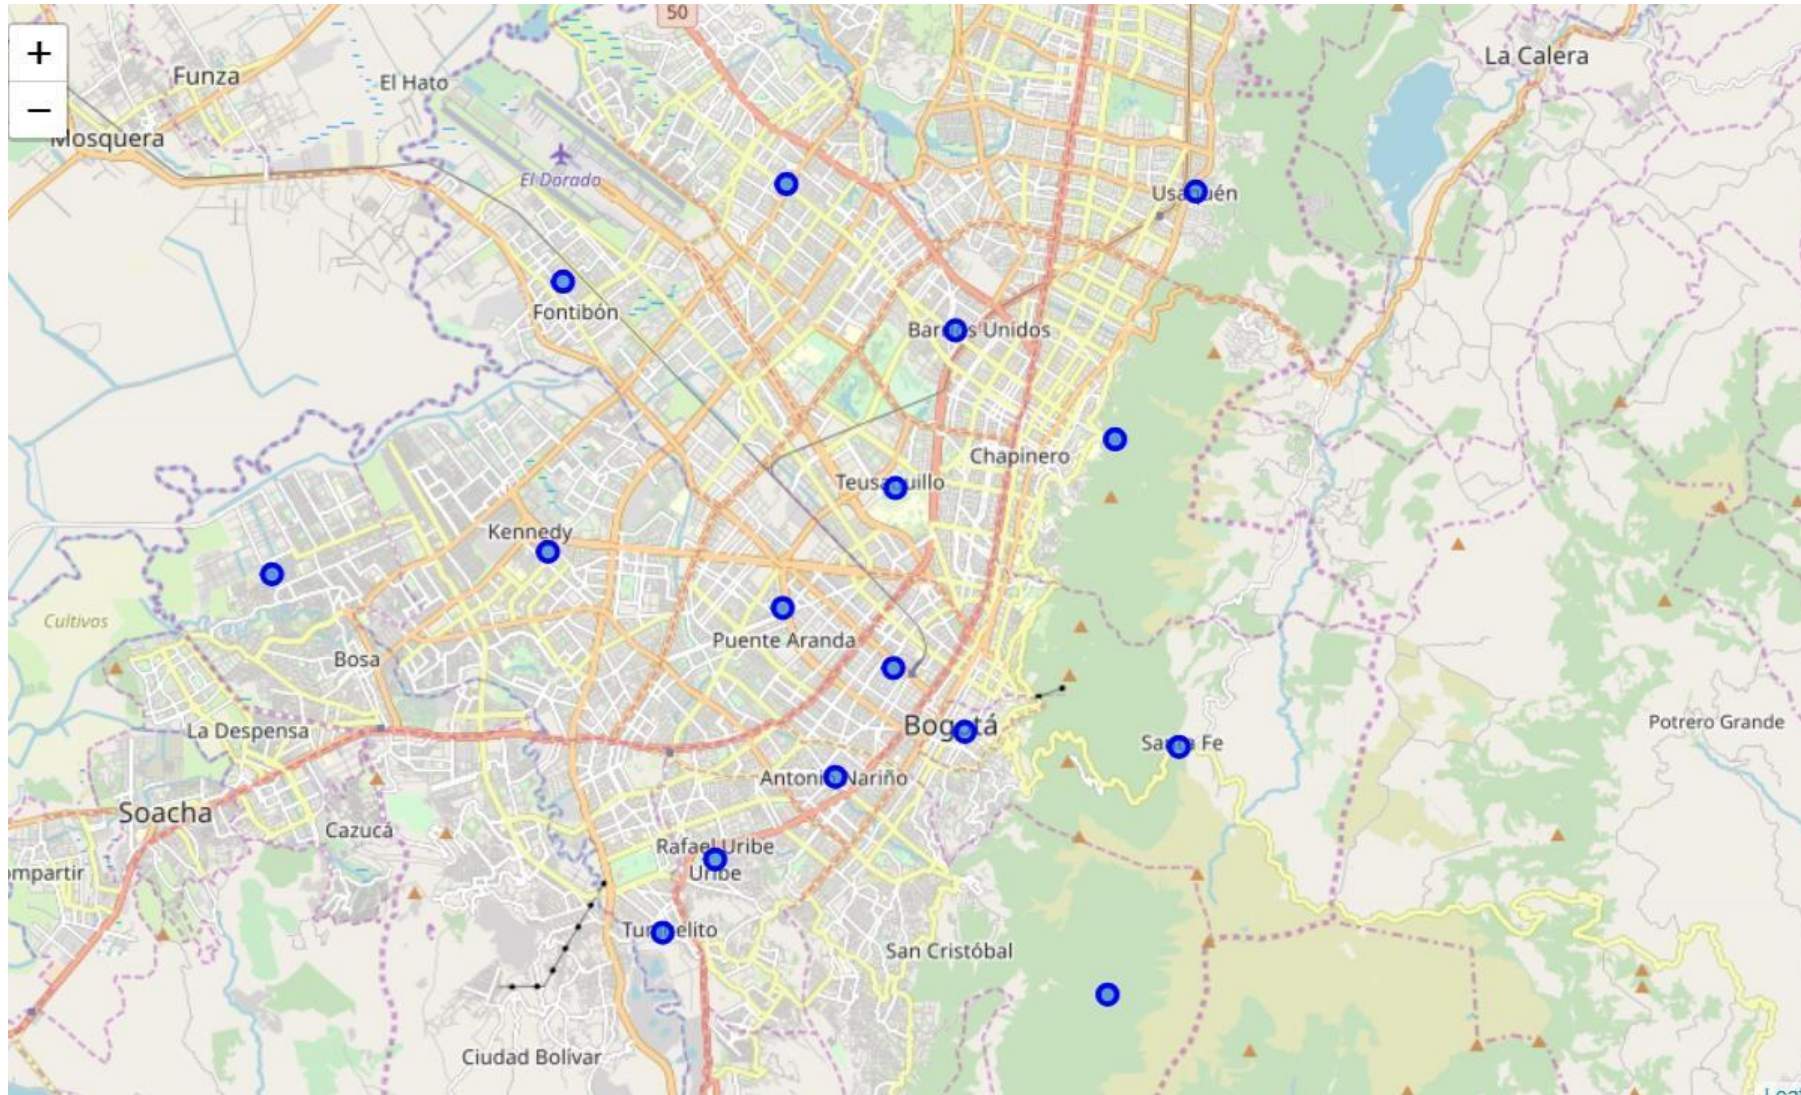 50
La Calera
+
Funza
El Hato
−
Mosquera
El Dorado
Usaquén
Fontibón
Barrios Unidos
Chapinero
Teusaquillo
Kennedy
Cultivos
Puente Aranda
Bosa
Bogotá
Potrero Grande
La Despensa
Santa Fe
Antonio Nariño
Soacha
Cazucá
Rafael Uribe
Uribe
ompartir
Tunjuelito
San Cristóbal
Ciudad Bolívar